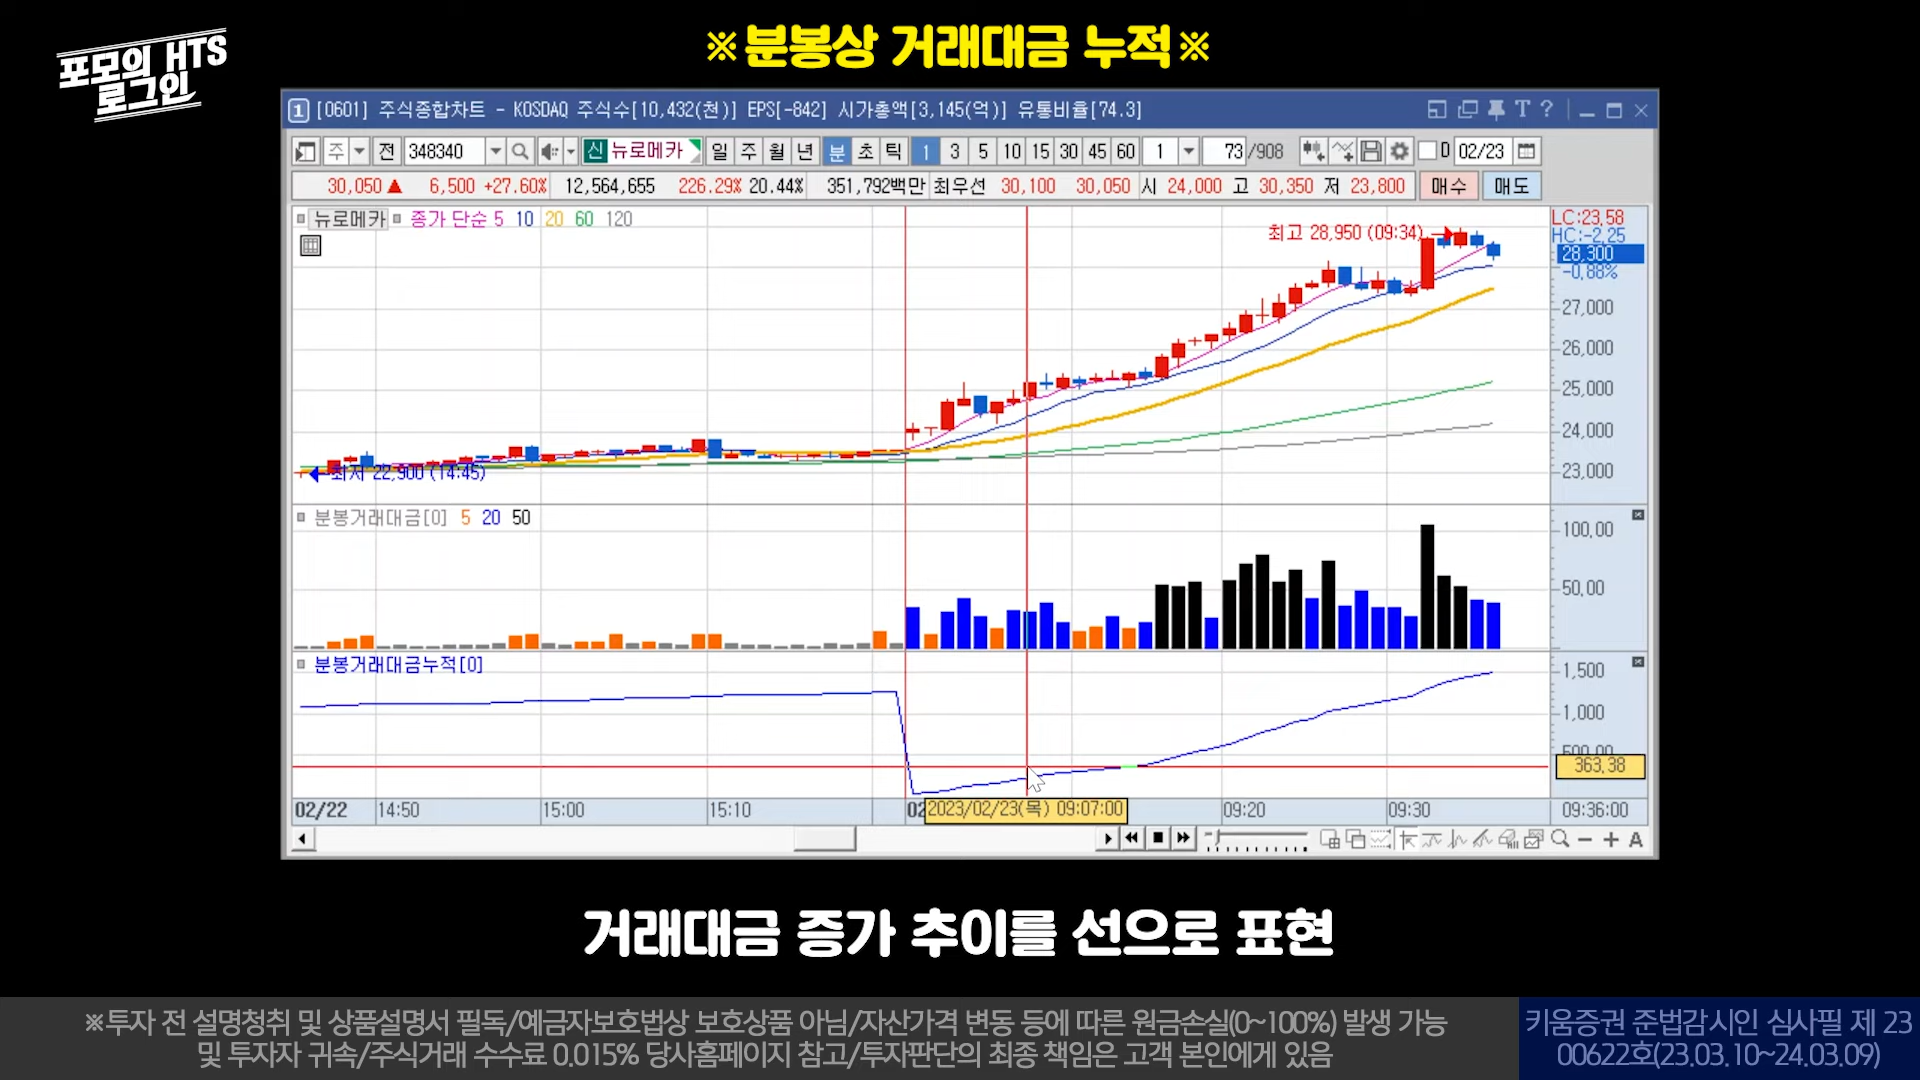 포모의 HTS
로그인
※분봉상 거래대금 누적※
1 [0601] 주식종합차트 - KOSDAQ 주식수[10,432(천)] EPS[-842] 시가총액[3,145(억)] 유통비율[74.3]
주 전 348340 신 뉴로메카 일 주 월 년 분 초 틱 1 3 5 10 15 30 45 60 1 73 /908 D 02/23
30,050 ▲ 6,500 +27.60% 12,564,655 226.29% 20.44% 351,792백만 최우선 30,100 30,050 시 24,000 고 30,350 저 23,800 매수 매도
뉴로메카 종가 단순 5 10 20 60 120
최고 28,950 (09:34)
LC:23,58
HC:-2,25
28,300
-0,88%
27,000
26,000
25,000
24,000
23,000
최저 22,900 (14:45)
분봉거래대금[0] 5 20 50
100,00
50,00
분봉거래대금누적[0]
1,500
1,000
500,00
363,38
02/22 14:50 15:00 15:10 02 2023/02/23(목) 09:07:00 09:20 09:30 09:36:00
A
거래대금 증가 추이를 선으로 표현
※투자 전 설명청취 및 상품설명서 필독/예금자보호법상 보호상품 아님/자산가격 변동 등에 따른 원금손실(0~100%) 발생 가능
및 투자자 귀속/주식거래 수수료 0.015% 당사홈페이지 참고/투자판단의 최종 책임은 고객 본인에게 있음
키움증권 준법감시인 심사필 제 23
00622호(23.03.10~24.03.09)